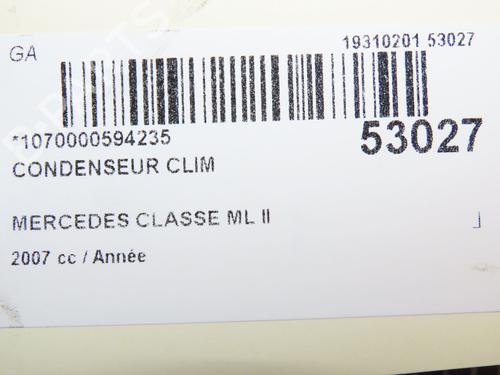 GA
19310201 53027
*1070000594235
53027
CONDENSEUR CLIM
MERCEDES CLASSE ML II
2007 cc / Année